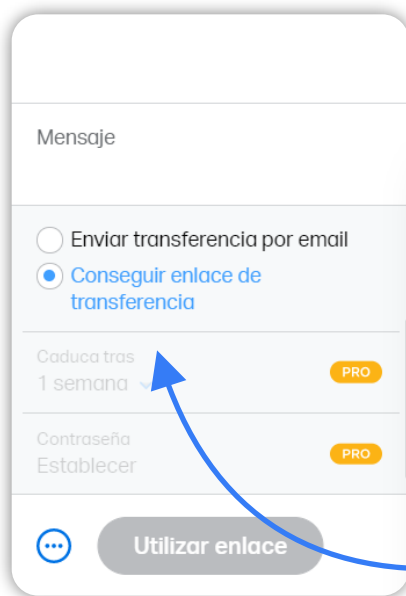 Mensaje
Enviar transferencia por email
Conseguir enlace de
transferencia
Caduca tras
1 semana
PRO
Contraseña
Establecer
PRO
Utilizar enlace